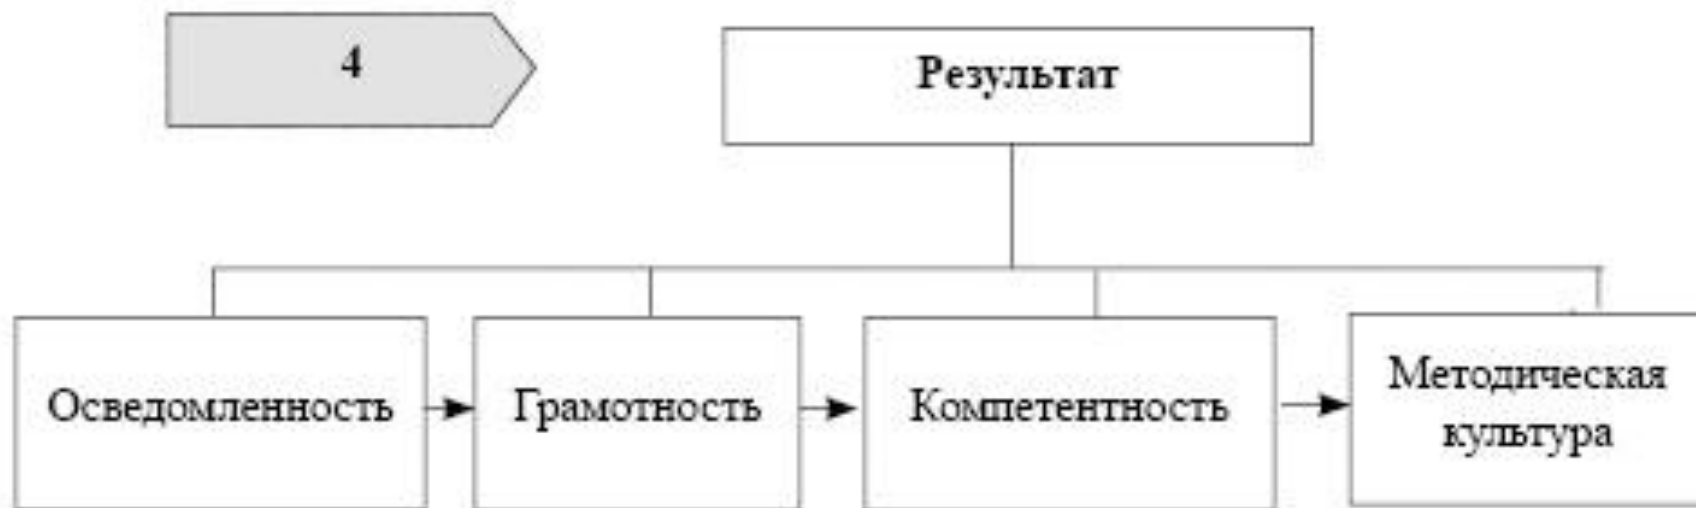 4
Результат
Осведомленность
Грамотность
Компетентность
Методическая
культура